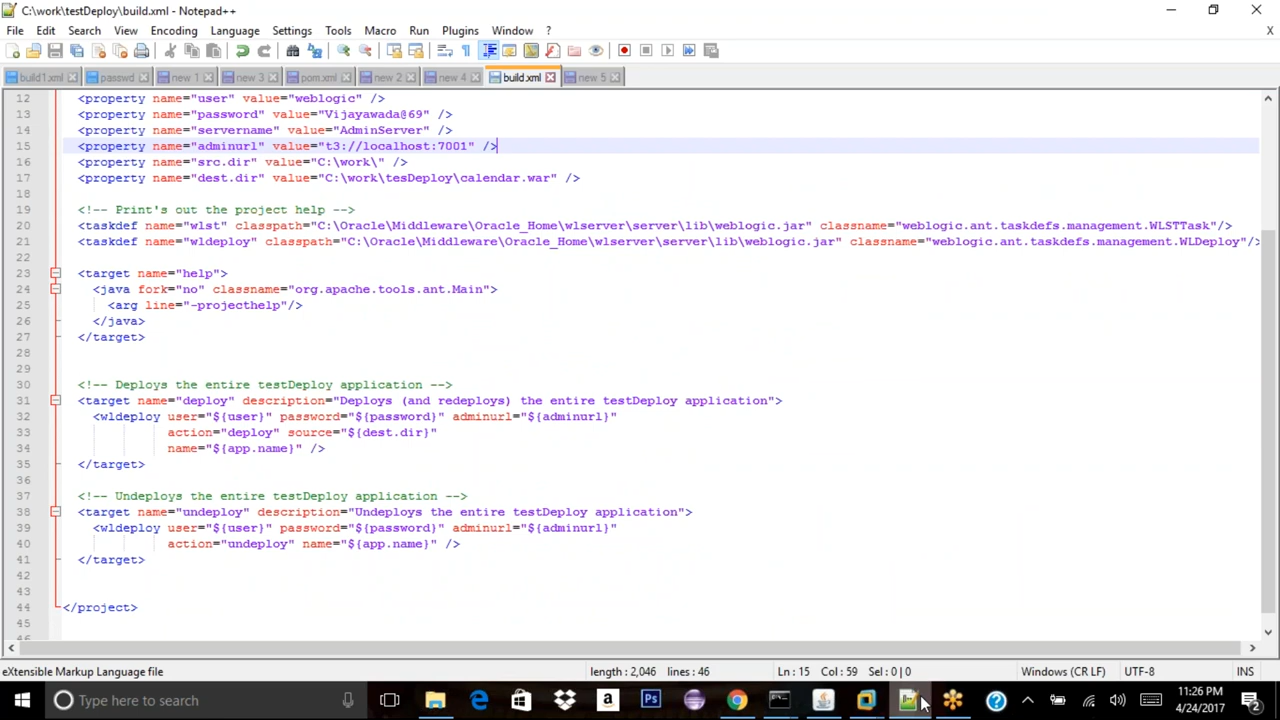 C:\work\testDeploy\build.xml - Notepad++
File Edit Search View Encoding Language Settings Tools Macro Run Plugins Window ? X
build1.xml passwd new 1 new 3 pom.xml new 2 new 4 build.xml new 5
12 <property name="user" value="weblogic" />
13 <property name="password" value="Vijayawada@69" />
14 <property name="servername" value="AdminServer" />
15 <property name="adminurl" value="t3://localhost:7001" />
16 <property name="src.dir" value="C:\work\" />
17 <property name="dest.dir" value="C:\work\tesDeploy\calendar.war" />
18
19 <!-- Print's out the project help -->
20 <taskdef name="wlst" classpath="C:\Oracle\Middleware\Oracle_Home\wlserver\server\lib\weblogic.jar" classname="weblogic.ant.taskdefs.management.WLSTTask"/>
21 <taskdef name="wldeploy" classpath="C:\Oracle\Middleware\Oracle_Home\wlserver\server\lib\weblogic.jar" classname="weblogic.ant.taskdefs.management.WLDeploy"/>
22
23 <target name="help">
24 <java fork="no" classname="org.apache.tools.ant.Main">
25 <arg line="-projecthelp"/>
26 </java>
27 </target>
28
29
30 <!-- Deploys the entire testDeploy application -->
31 <target name="deploy" description="Deploys (and redeploys) the entire testDeploy application">
32 <wldeploy user="${user}" password="${password}" adminurl="${adminurl}"
33 action="deploy" source="${dest.dir}"
34 name="${app.name}" />
35 </target>
36
37 <!-- Undeploys the entire testDeploy application -->
38 <target name="undeploy" description="Undeploys the entire testDeploy application">
39 <wldeploy user="${user}" password="${password}" adminurl="${adminurl}"
40 action="undeploy" name="${app.name}" />
41 </target>
42
43
44 </project>
45
46
eXtensible Markup Language file length : 2,046 lines : 46 Ln : 15 Col : 59 Sel : 0 | 0 Windows (CR LF) UTF-8 INS
Type here to search
11:26 PM
4/24/2017
2